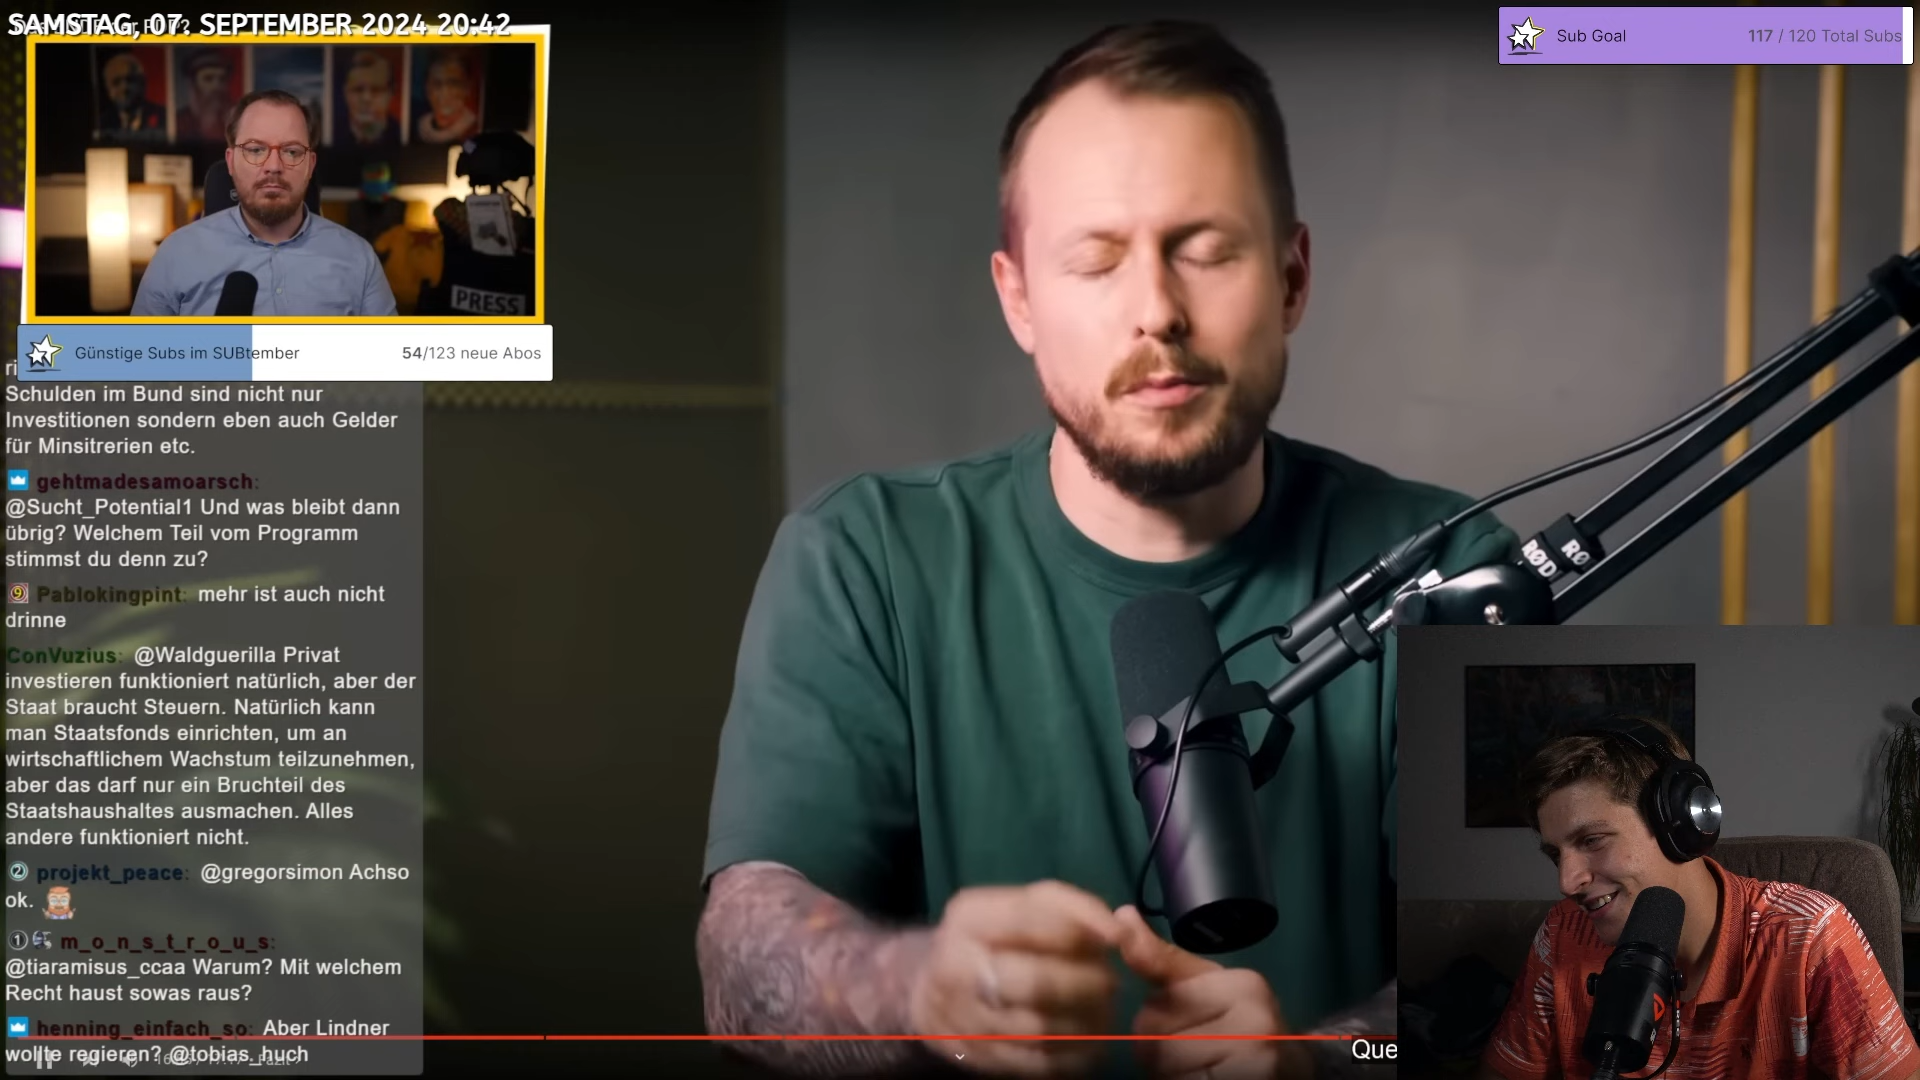 SAMSTAG, 07. SEPTEMBER 2024 20:42
Sub Goal
117 / 120 Total Subs
PRESS
Günstige Subs im SUBtember
54/123 neue Abos
Schulden im Bund sind nicht nur
Investitionen sondern eben auch Gelder
für Minsitrerien etc.
gehtmadesamoarsch:
@Sucht_Potential1 Und was bleibt dann
übrig? Welchem Teil vom Programm
stimmst du denn zu?
Pablokingpint: mehr ist auch nicht
drinne
ConVuzius: @Waldguerilla Privat
investieren funktioniert natürlich, aber der
Staat braucht Steuern. Natürlich kann
man Staatsfonds einrichten, um an
wirtschaftlichem Wachstum teilzunehmen,
aber das darf nur ein Bruchteil des
Staatshaushaltes ausmachen. Alles
andere funktioniert nicht.
projekt_peace: @gregorsimon Achso
ok.
m_o_n_s_t_r_o_u_s:
@tiaramisus_ccaa Warum? Mit welchem
Recht haust sowas raus?
henning_einfach_so: Aber Lindner
wollte regieren? @tobias_huch
RØD
RØ
Que